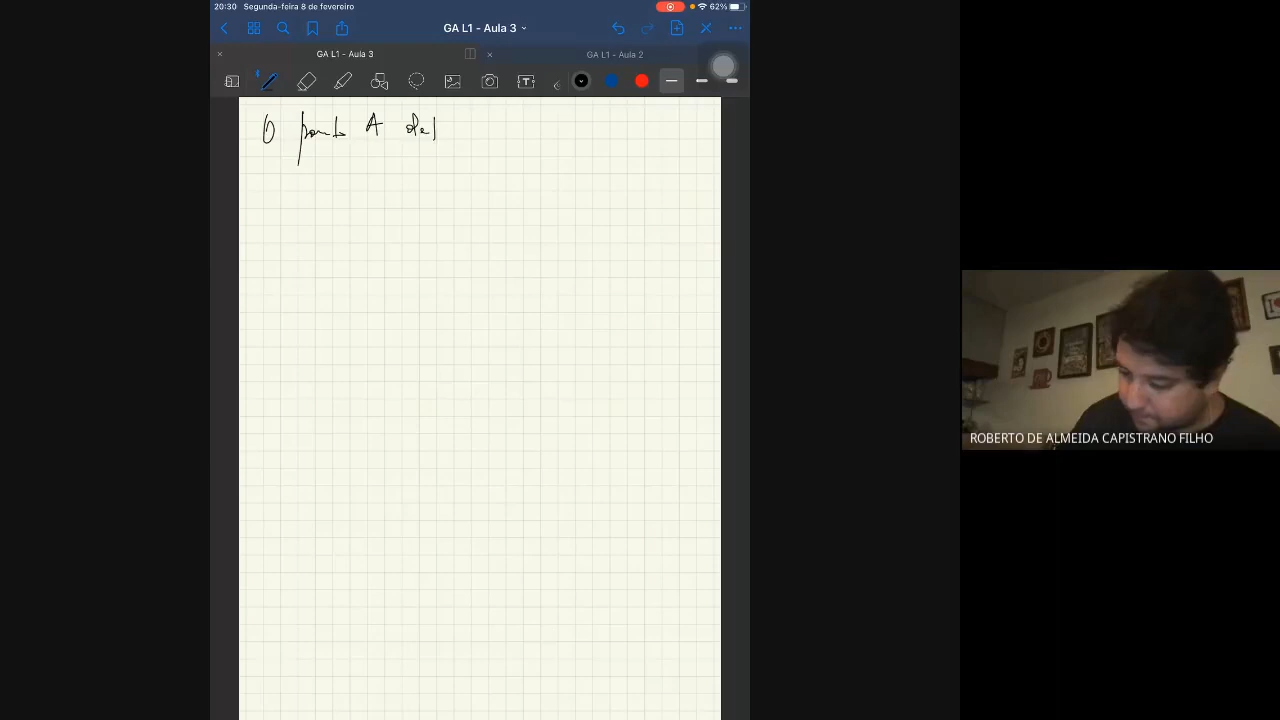 20:30 Segunda-feira 8 de fevereiro
62%
GA L1 - Aula 3
GA L1 - Aula 3
GA L1 - Aula 2
T
O ponto A de
ROBERTO DE ALMEIDA CAPISTRANO FILHO